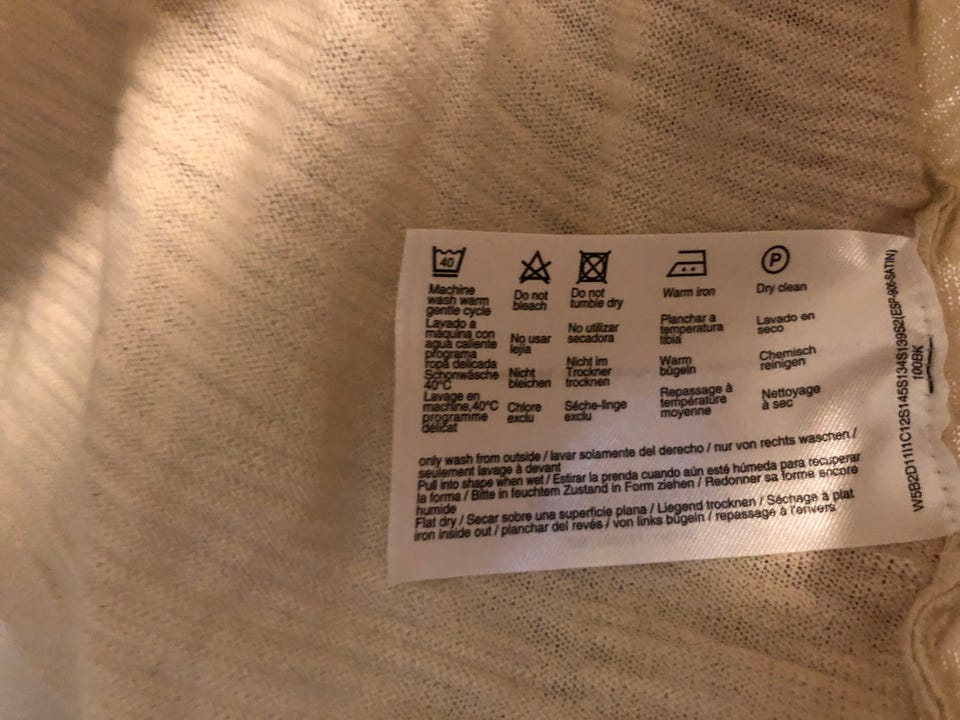 40
P
Machine
wash warm
gentle cycle
Lavado a
máquina con
agua caliente
programa
ropa delicada
Schonwäsche
40°C
Lavage en
machine,40°C
programme
délicat
Do not
bleach
No usar
lejia
Nicht
bleichen
Chlore
exclu
Do not
tumble dry
No utilizar
secadora
Nicht im
Trockner
trocknen
Séche-linge
exclu
Warm iron
Planchar a
temperatura
tibia
Warm
bügeln
Repassage à
température
moyenne
Dry clean
Lavado en
seco
Chemisch
reinigen
Nettoyage
à sec
only wash from outside / lavar solamente del derecho / nur von rechts waschen /
seulement lavage à devant
Pull into shape when wet / Estirar la prenda cuando aún esté húmeda para recuperar
la forma / Bitte in feuchtem Zustand in Form ziehen / Redonner sa forme encore
humide
Flat dry / Secar sobre una superficie plana / Liegend trocknen / Séchage à plat
iron inside out / planchar del revés / von links bügeln / repassage à l'envers
W5B2D11I1C12S145S134S139S2(ESP-906-SATIN)
100BK